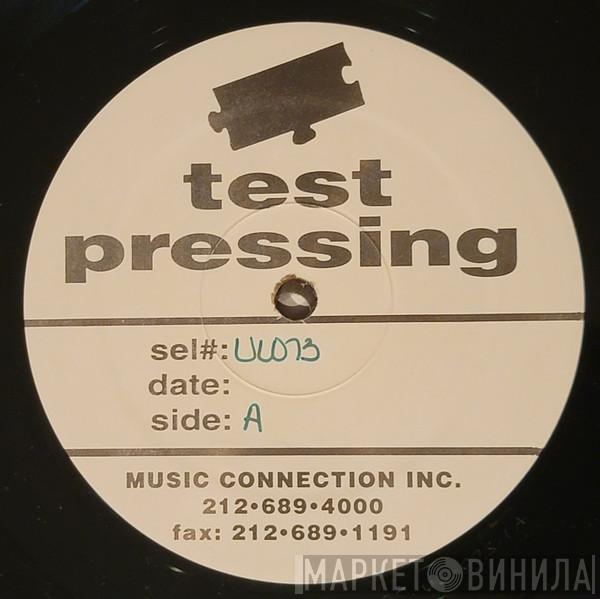 test
pressing
sel#: UL073
date:
side: A
MUSIC CONNECTION INC.
212•689•4000
fax: 212•689•1191
МАРКЕТ ВИНИЛА